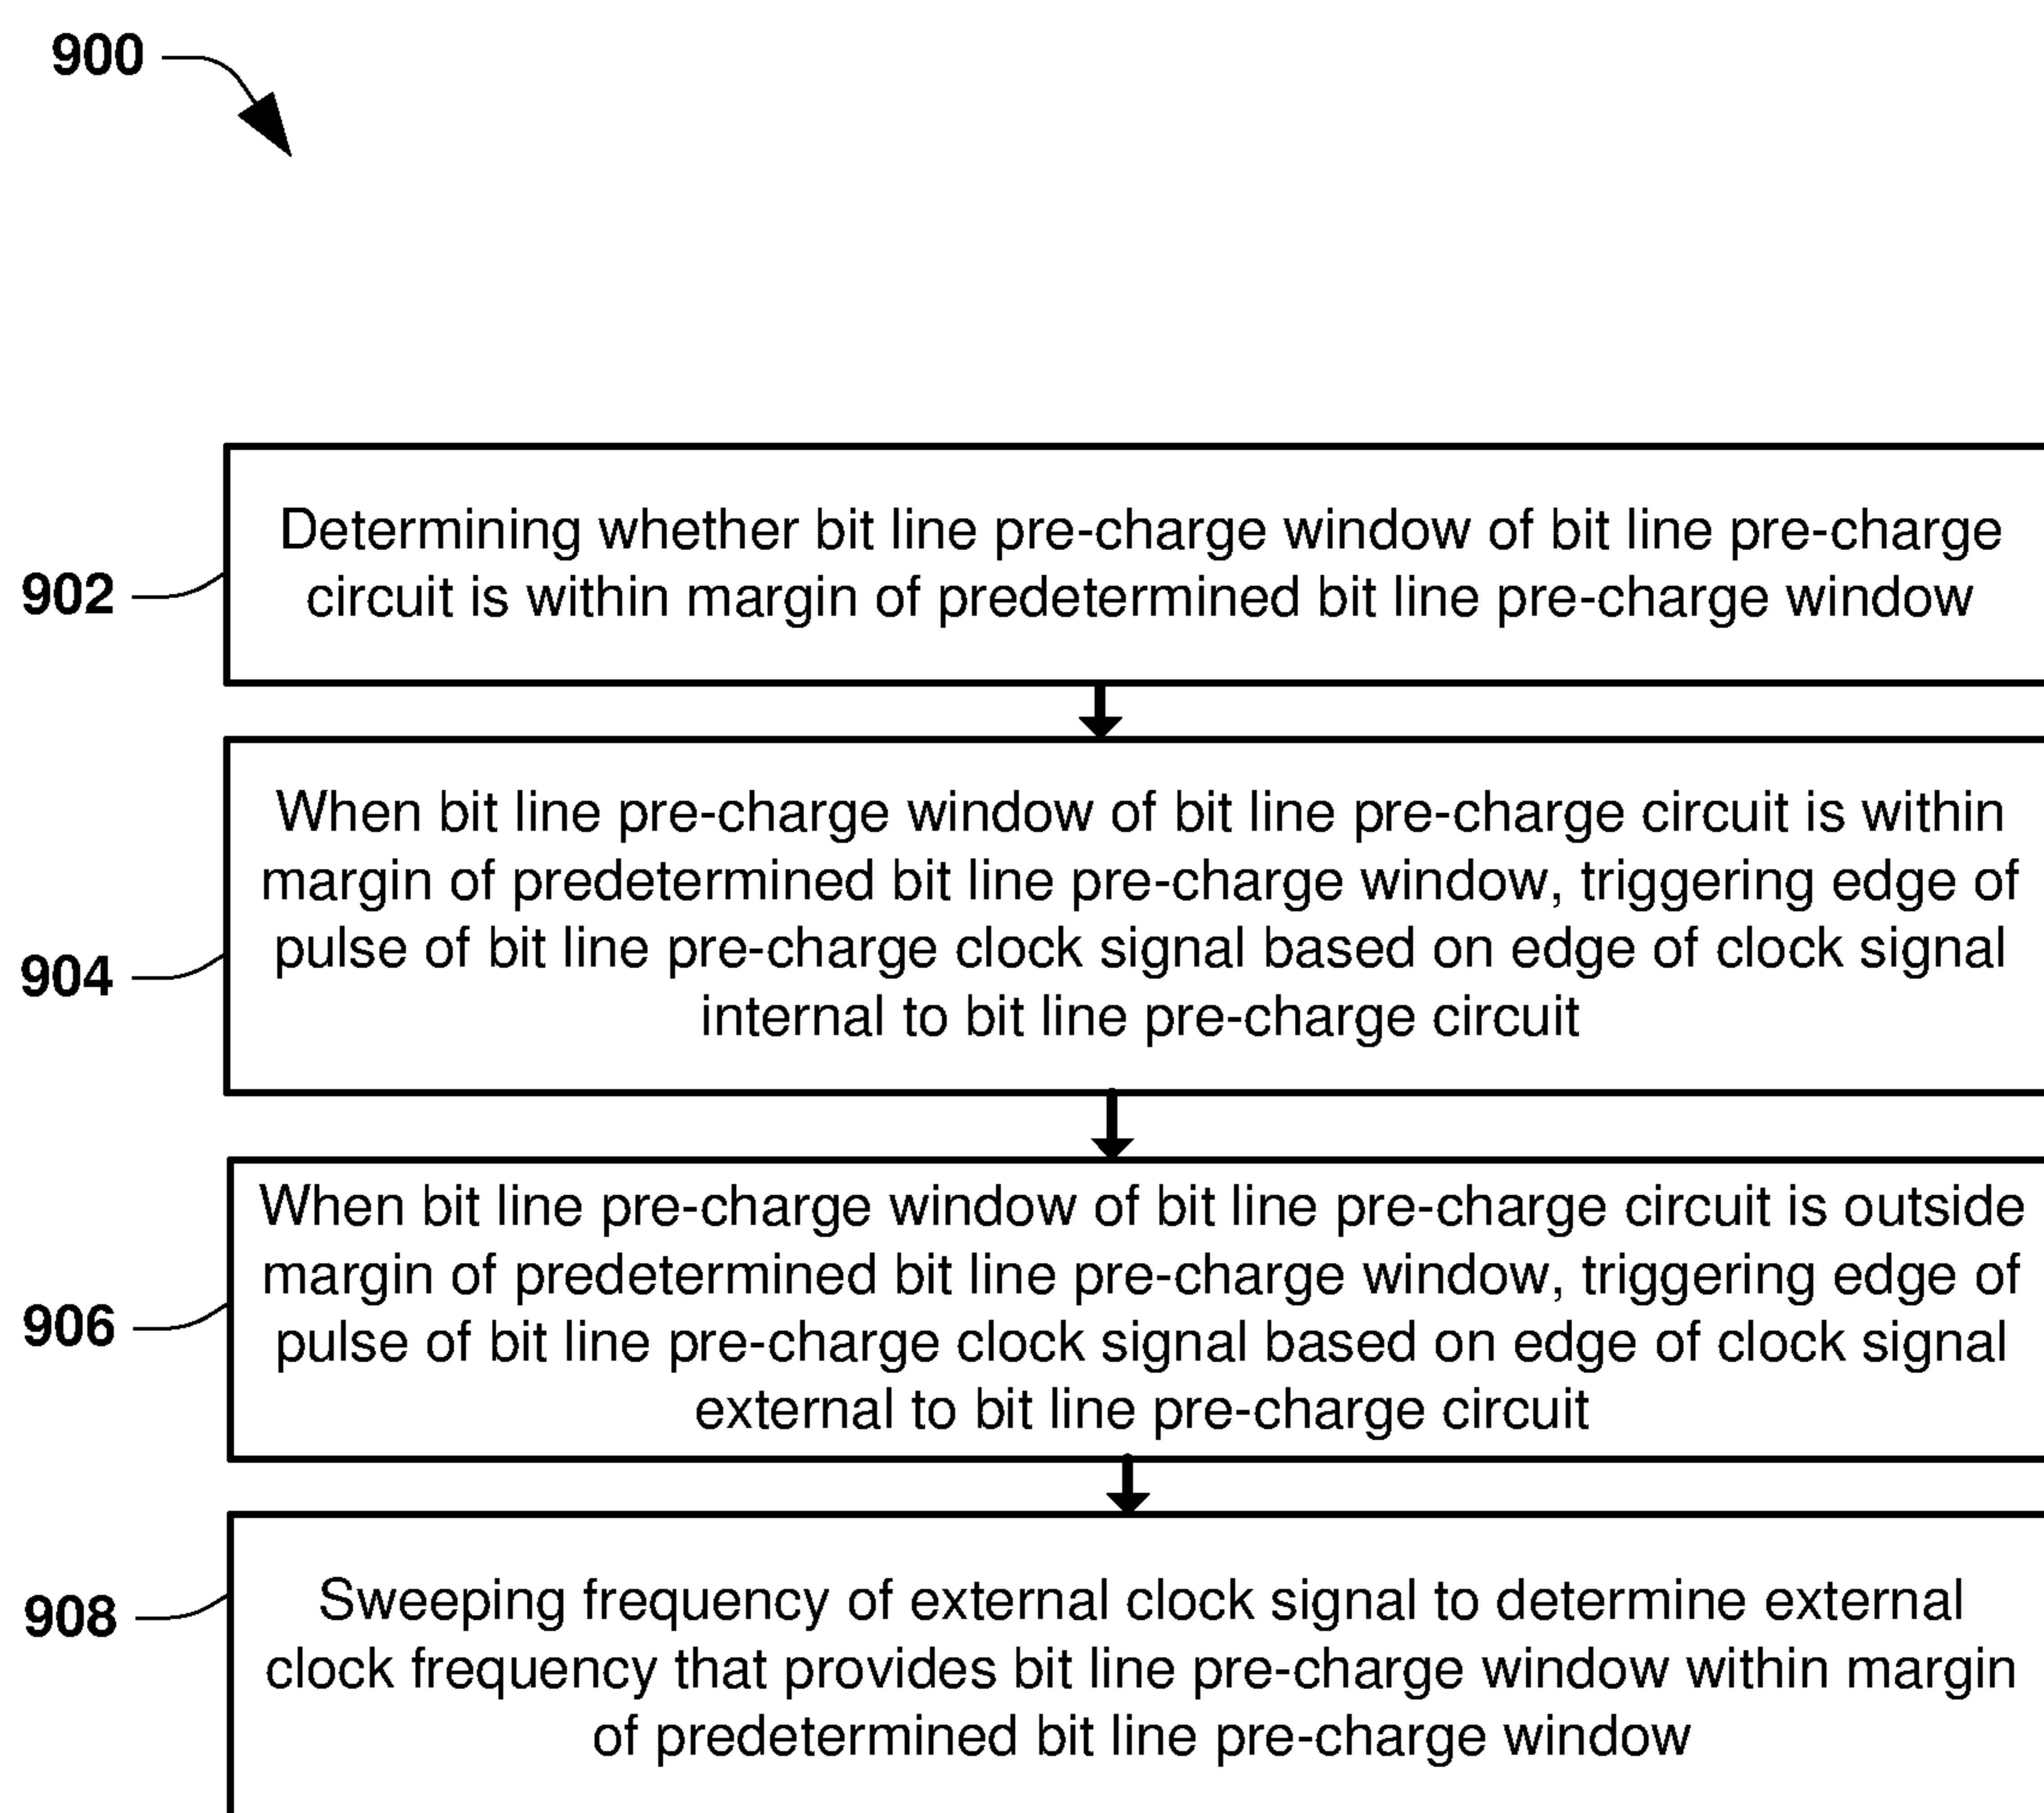 900
Determining whether bit line pre-charge window of bit line pre-charge
circuit is within margin of predetermined bit line pre-charge window
902
When bit line pre-charge window of bit line pre-charge circuit is within
margin of predetermined bit line pre-charge window, triggering edge of
pulse of bit line pre-charge clock signal based on edge of clock signal
internal to bit line pre-charge circuit
904
When bit line pre-charge window of bit line pre-charge circuit is outside
margin of predetermined bit line pre-charge window, triggering edge of
pulse of bit line pre-charge clock signal based on edge of clock signal
external to bit line pre-charge circuit
906
Sweeping frequency of external clock signal to determine external
clock frequency that provides bit line pre-charge window within margin
of predetermined bit line pre-charge window
908